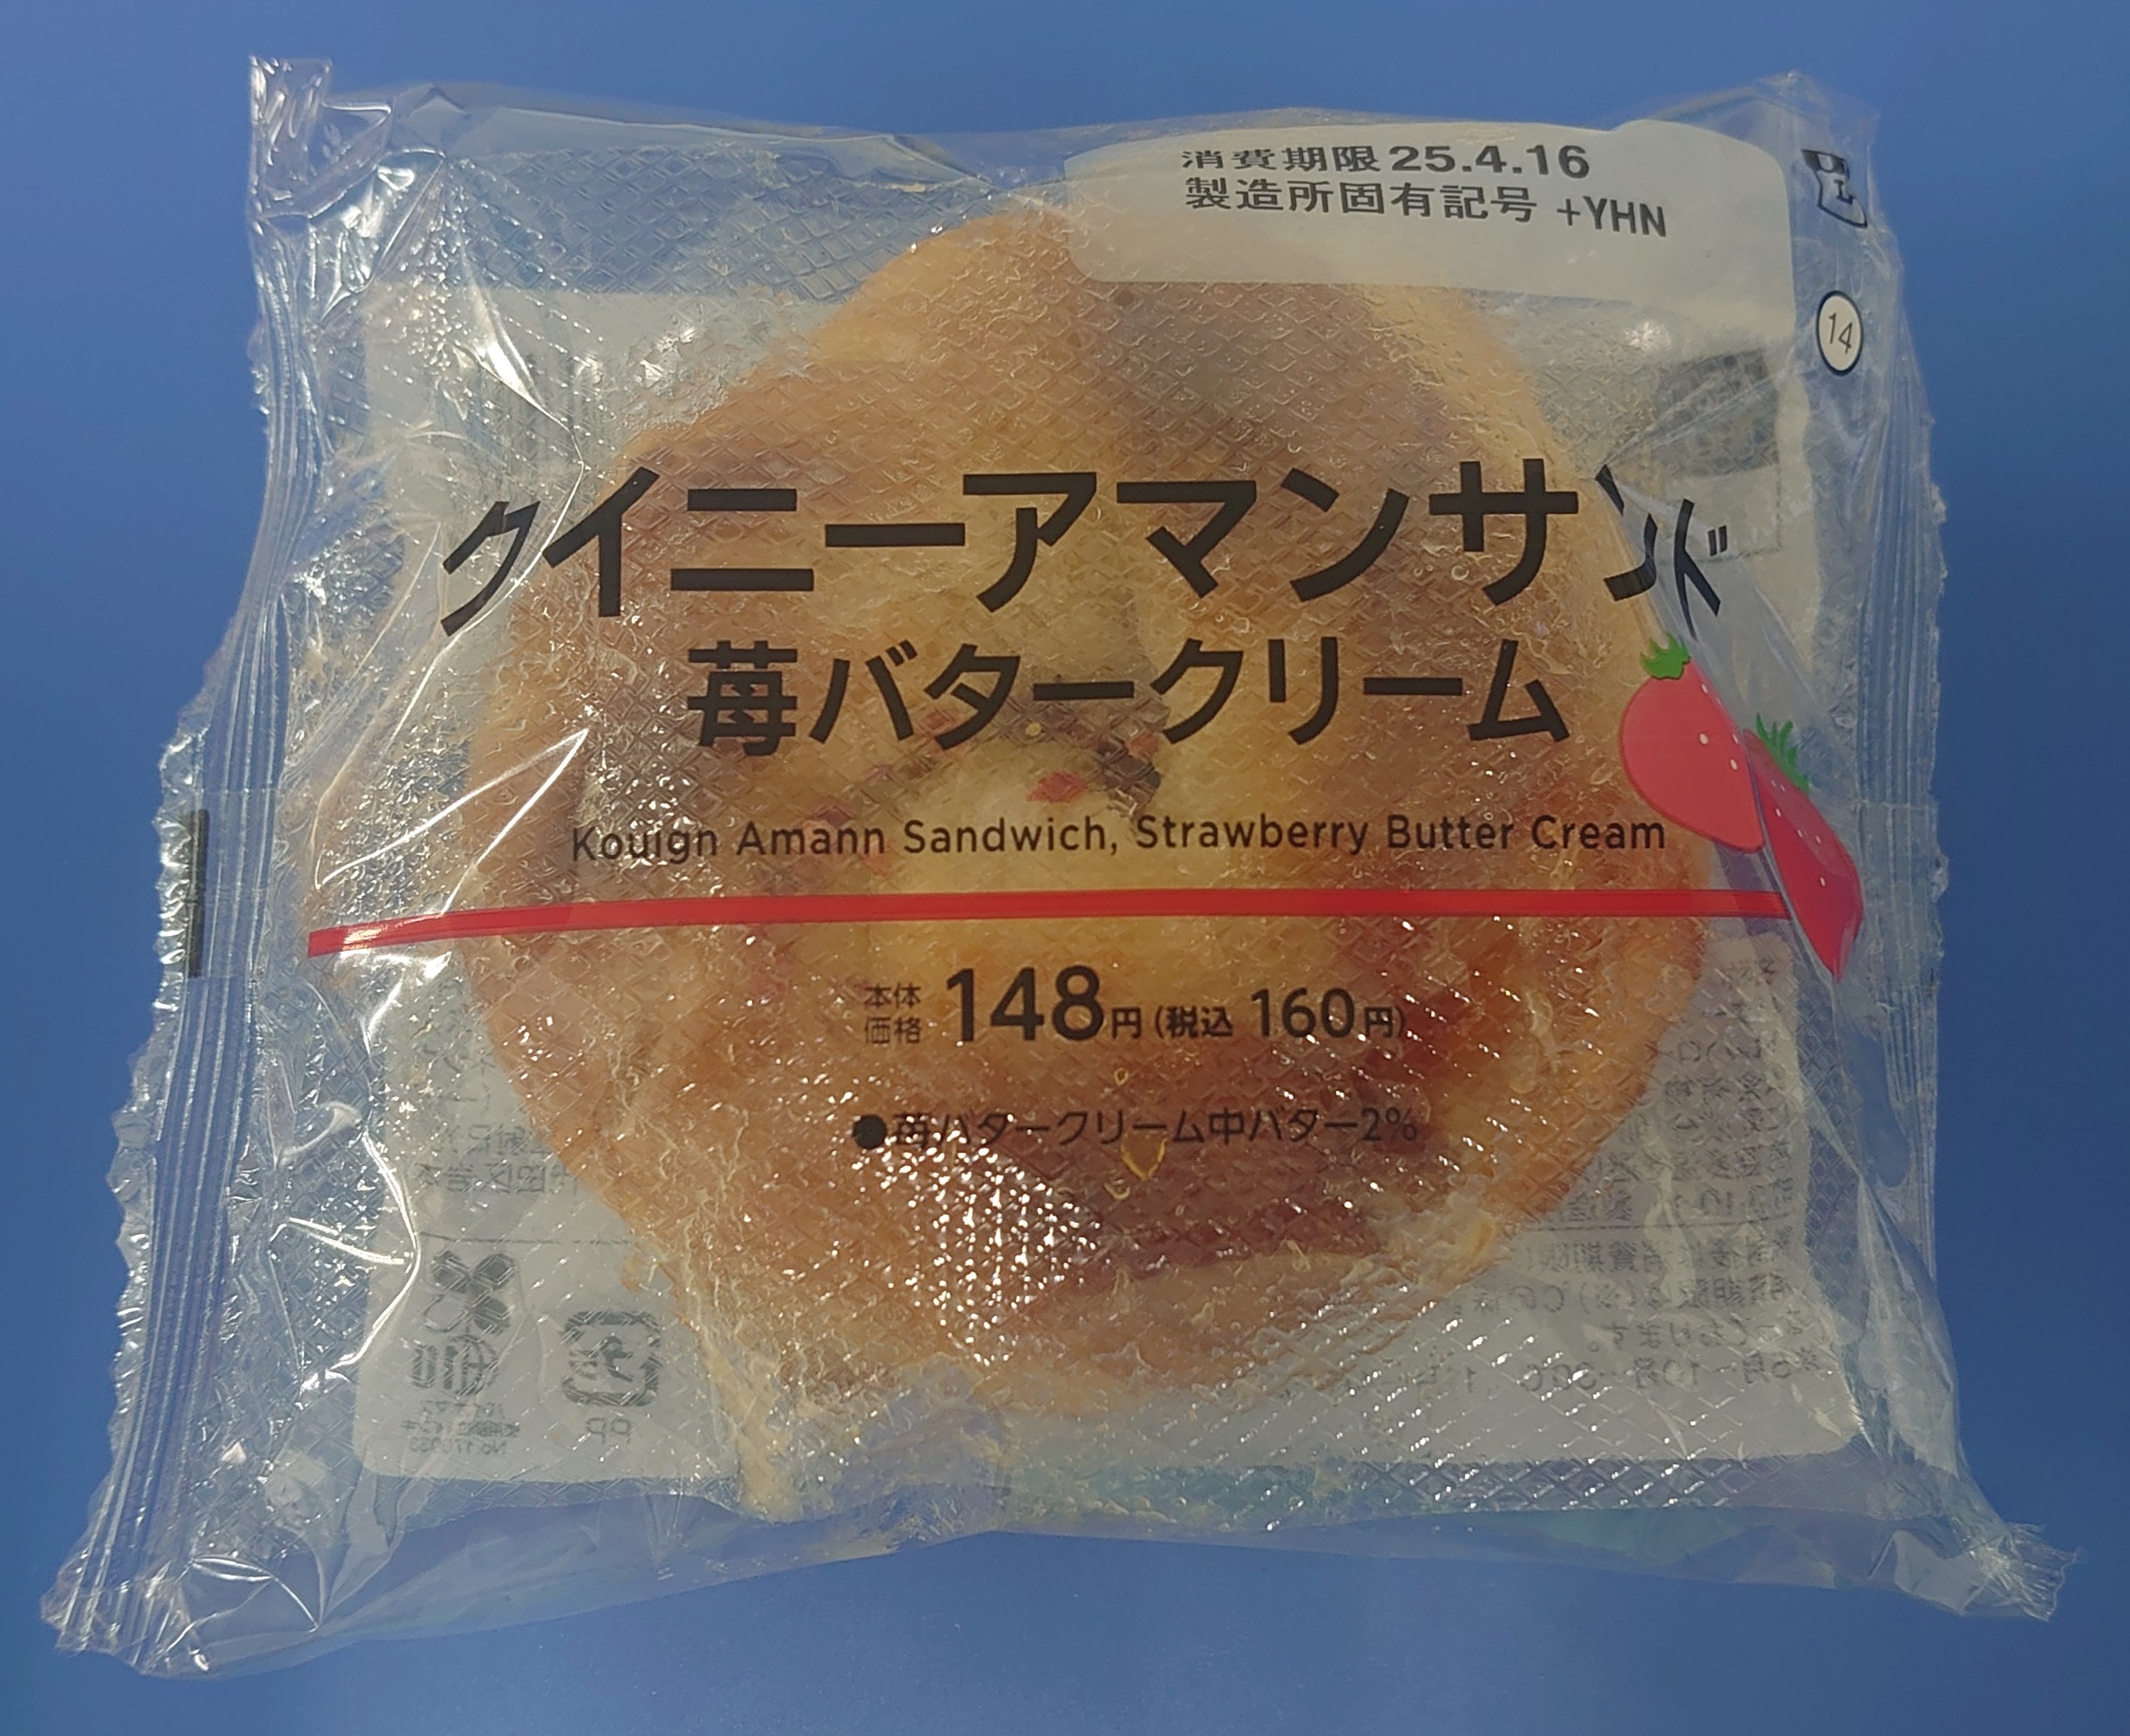 消費期限 25.4.16
製造所固有記号 +YHN
14
クイニーアマンサンド
苺バタークリーム
Kouign Amann Sandwich, Strawberry Butter Cream
本体価格 148円 (税込 160円)
●苺バタークリーム中バター2%
PP